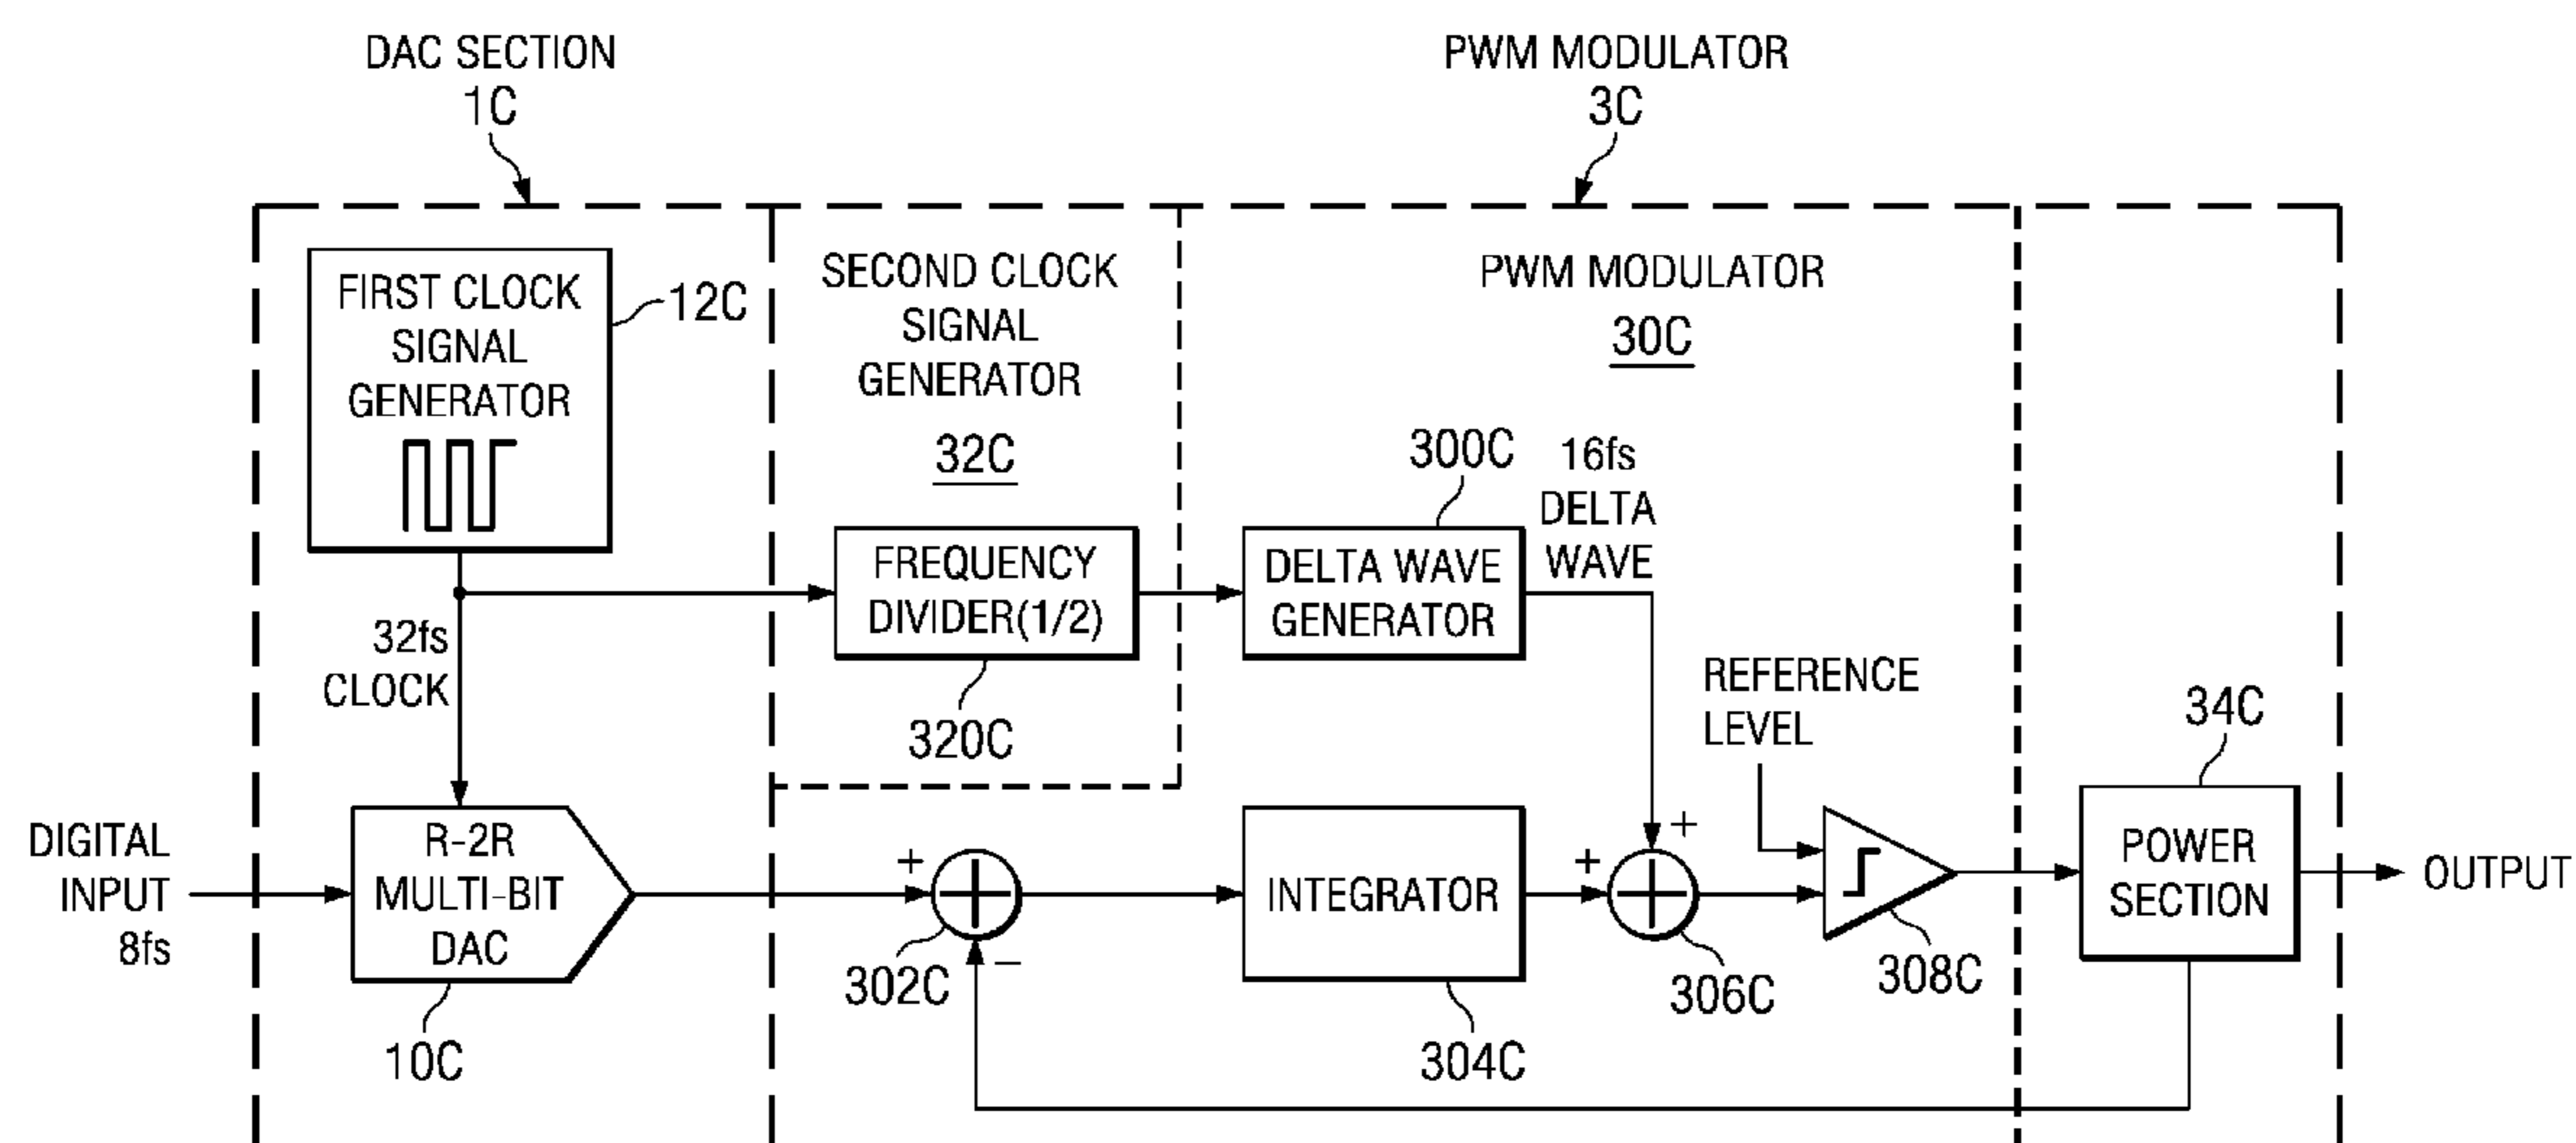 DAC SECTION
1C
PWM MODULATOR
3C
FIRST CLOCK
SIGNAL
GENERATOR
12C
SECOND CLOCK
SIGNAL
GENERATOR
32C
PWM MODULATOR
30C
300C
16fs
DELTA
WAVE
FREQUENCY
DIVIDER(1/2)
320C
DELTA WAVE
GENERATOR
32fs
CLOCK
REFERENCE
LEVEL
34C
DIGITAL
INPUT
8fs
R-2R
MULTI-BIT
DAC
10C
+
−
302C
INTEGRATOR
304C
+
+
306C
308C
POWER
SECTION
OUTPUT